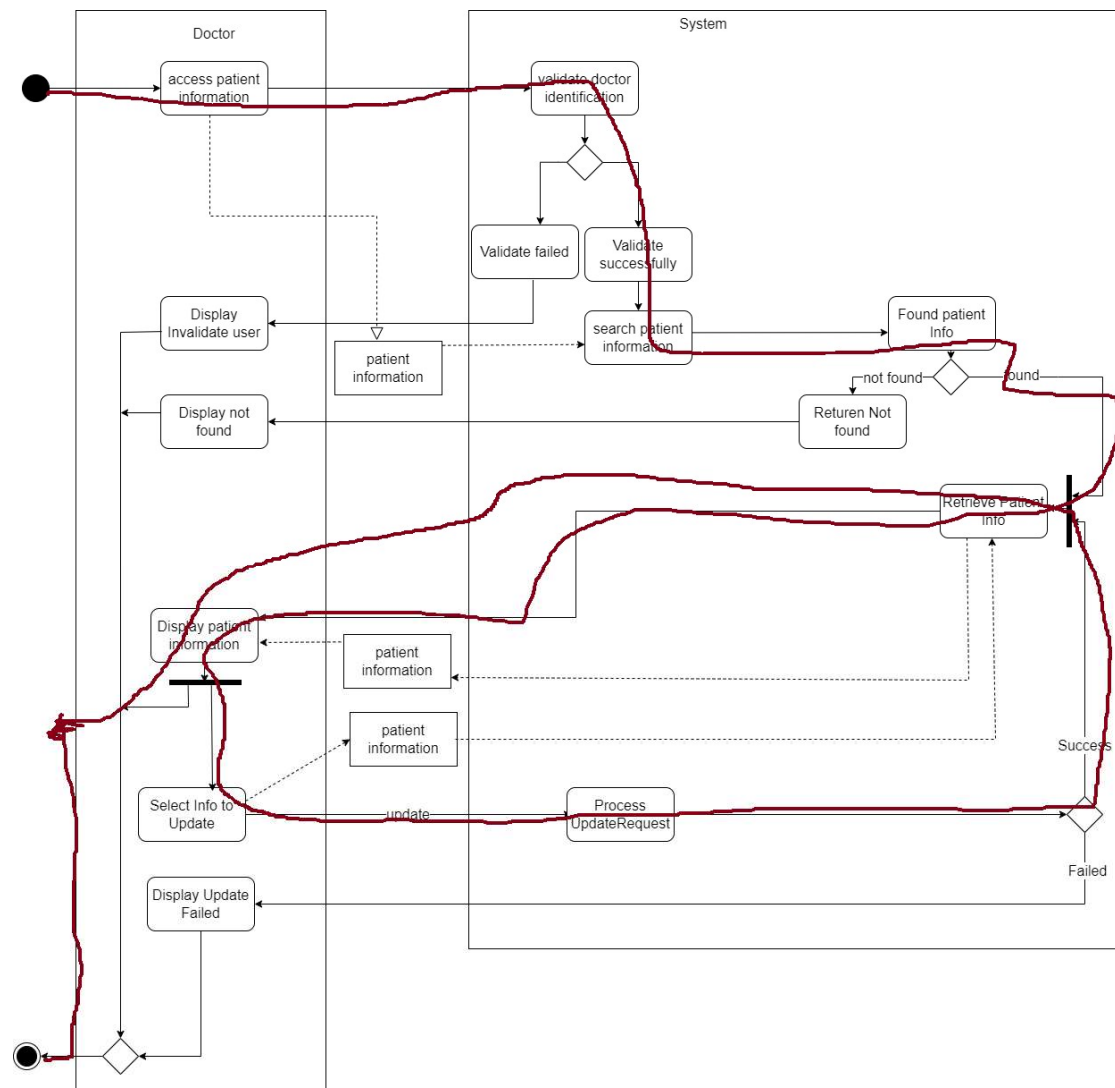 Doctor
System
access patient
information
validate doctor
identification
Validate failed
Validate
successfully
Display
Invalidate user
patient
information
search patient
information
Found patient
Info
not found
found
Display not
found
Returen Not
found
Retrieve Patient
Info
Display patient
information
patient
information
patient
information
Success
Select Info to
Update
update
Process
UpdateRequest
Failed
Display Update
Failed